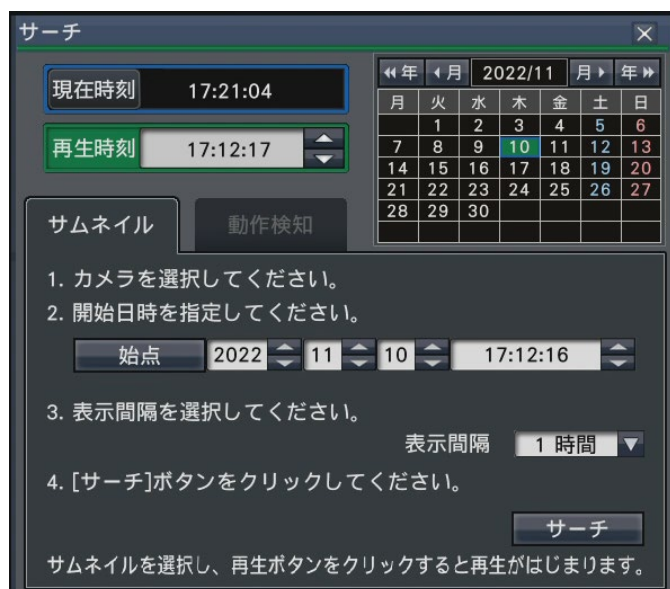 サーチ
現在時刻 17:21:04
再生時刻 17:12:17
年 月 2022/11 月 年
月 火 水 木 金 土 日
1 2 3 4 5 6
7 8 9 10 11 12 13
14 15 16 17 18 19 20
21 22 23 24 25 26 27
28 29 30
サムネイル 動作検知
1. カメラを選択してください。
2. 開始日時を指定してください。
始点 2022 11 10 17:12:16
3. 表示間隔を選択してください。
表示間隔 1 時間
4. [サーチ]ボタンをクリックしてください。
サーチ
サムネイルを選択し、再生ボタンをクリックすると再生がはじまります。